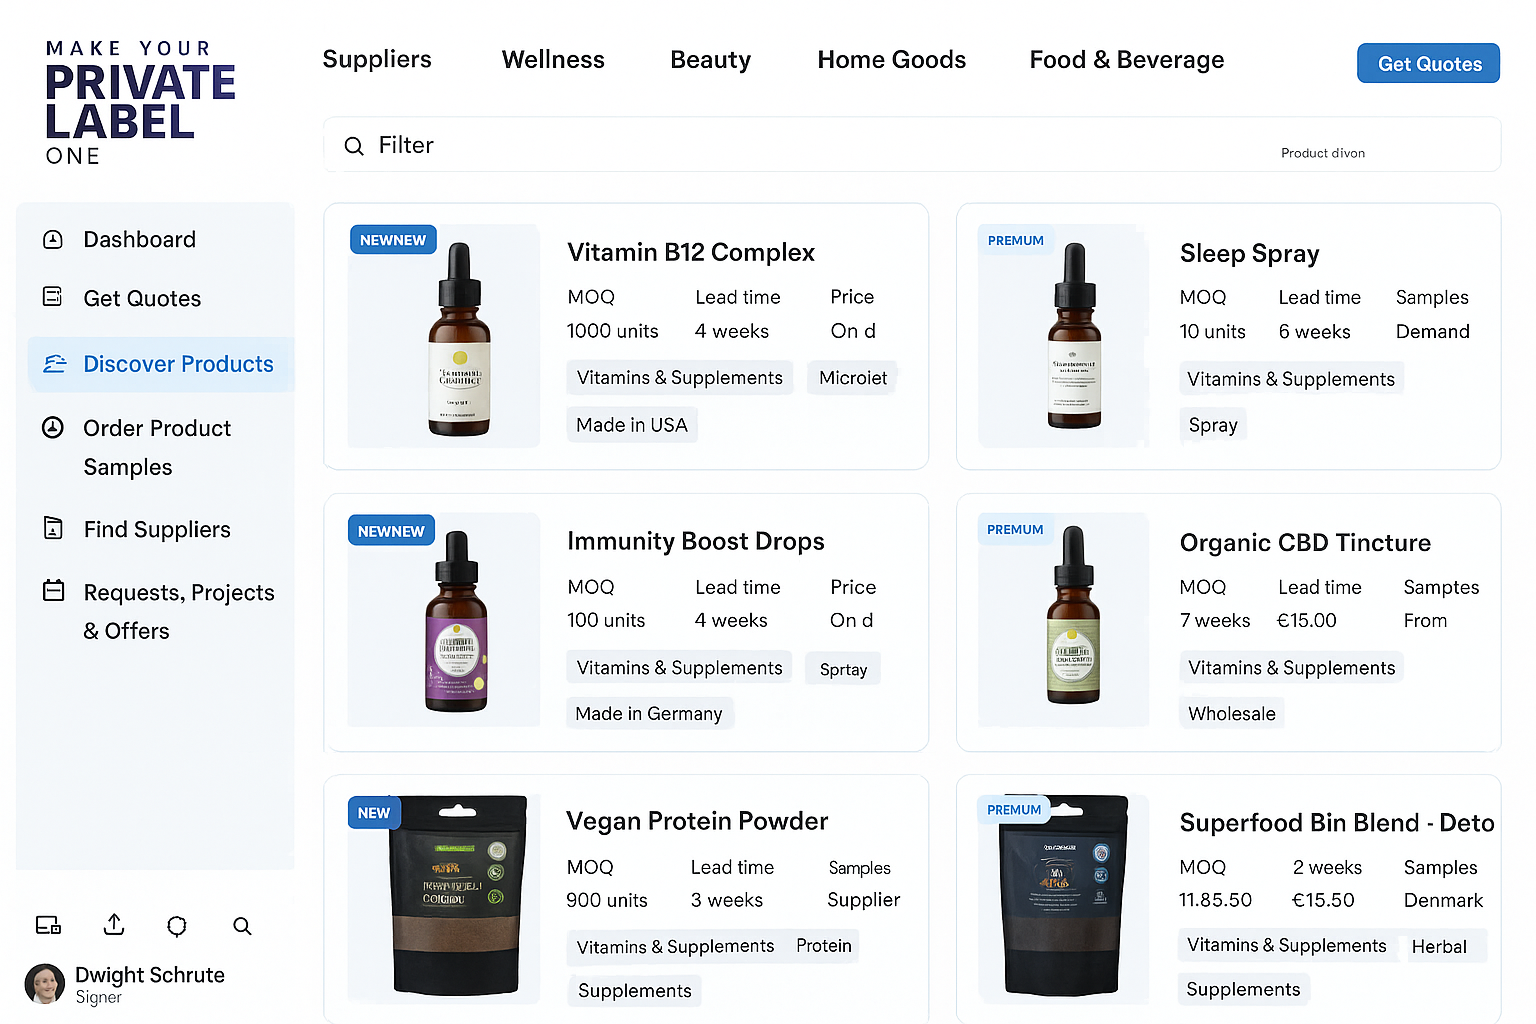 MAKE YOUR
PRIVATE
LABEL
ONE
Suppliers
Wellness
Beauty
Home Goods
Food & Beverage
Get Quotes
Filter
Product divon
Dashboard
Get Quotes
Discover Products
Order Product
Samples
Find Suppliers
Requests, Projects
& Offers
Dwight Schrute
Signer
NEWNEW
Vitamin B12 Complex
MOQ Lead time Price
1000 units 4 weeks On d
Vitamins & Supplements Microiet
Made in USA
PREMUM
Sleep Spray
MOQ Lead time Samples
10 units 6 weeks Demand
Vitamins & Supplements
Spray
NEWNEW
Immunity Boost Drops
MOQ Lead time Price
100 units 4 weeks On d
Vitamins & Supplements Sprtay
Made in Germany
PREMUM
Organic CBD Tincture
MOQ Lead time Samptes
7 weeks €15.00 From
Vitamins & Supplements
Wholesale
NEW
Vegan Protein Powder
MOQ Lead time Samples
900 units 3 weeks Supplier
Vitamins & Supplements Protein
Supplements
PREMUM
Superfood Bin Blend - Deto
MOQ 2 weeks Samples
11.85.50 €15.50 Denmark
Vitamins & Supplements Herbal
Supplements